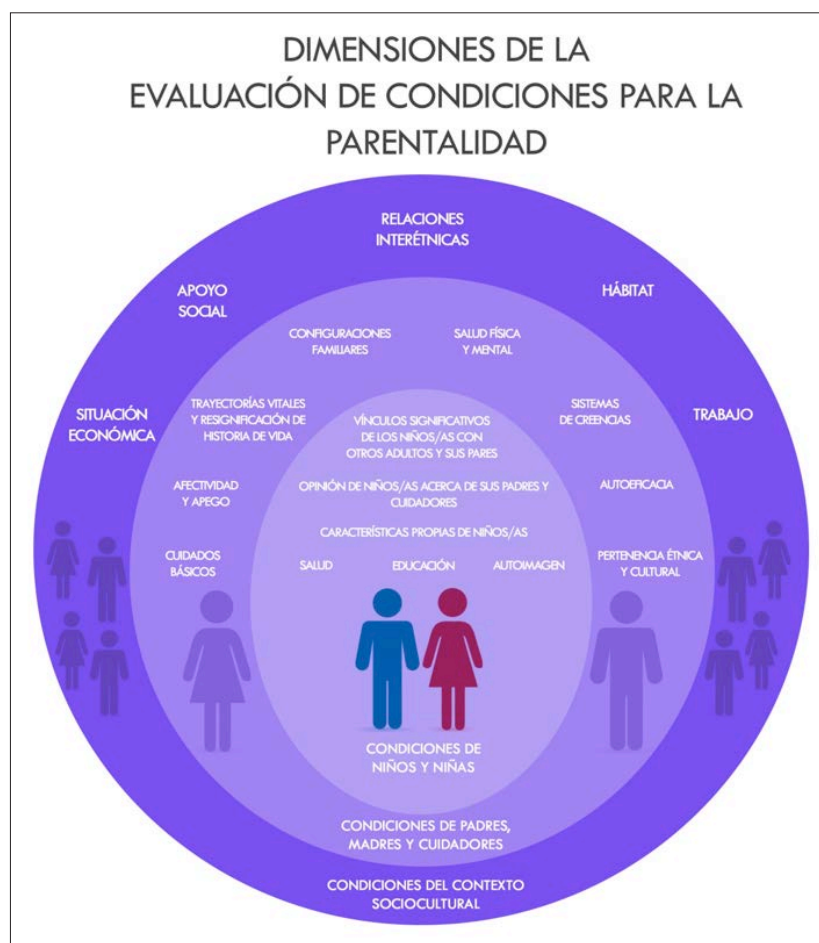 DIMENSIONES DE LA
EVALUACIÓN DE CONDICIONES PARA LA
PARENTALIDAD
RELACIONES
INTERÉTNICAS
APOYO
SOCIAL
HÁBITAT
SITUACIÓN
ECONÓMICA
TRABAJO
CONFIGURACIONES
FAMILIARES
SALUD FÍSICA
Y MENTAL
TRAYECTORÍAS VITALES
Y RESIGNIFICACIÓN DE
HISTORIA DE VIDA
SISTEMAS
DE CREENCIAS
AFECTIVIDAD
Y APEGO
AUTOEFICACIA
CUIDADOS
BÁSICOS
PERTENENCIA ÉTNICA
Y CULTURAL
VÍNCULOS SIGNIFICATIVOS
DE LOS NIÑOS/AS CON
OTROS ADULTOS Y SUS PARES
OPINIÓN DE NIÑOS/AS ACERCA DE SUS PADRES Y
CUIDADORES
CARACTERÍSTICAS PROPIAS DE NIÑOS/AS
SALUD
EDUCACIÓN
AUTOIMAGEN
CONDICIONES DE
NIÑOS Y NIÑAS
CONDICIONES DE PADRES,
MADRES Y CUIDADORES
CONDICIONES DEL CONTEXTO
SOCIOCULTURAL